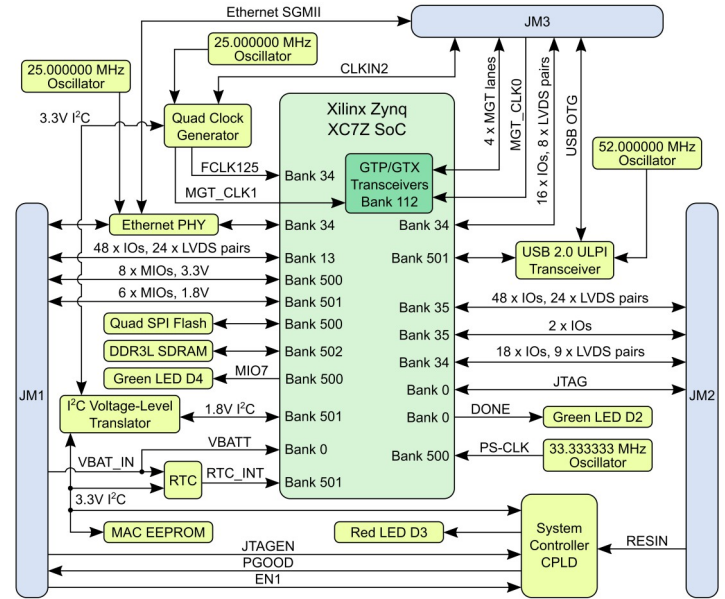 Ethernet SGMII
JM3
25.000000 MHz
Oscillator
25.000000 MHz
Oscillator
CLKIN2
4 x MGT lanes
MGT_CLK0
16 x IOs, 8 x LVDS pairs
USB OTG
3.3V I²C
Quad Clock
Generator
Xilinx Zynq
XC7Z SoC
52.000000 MHz
Oscillator
FCLK125
Bank 34
GTP/GTX
Transceivers
Bank 112
MGT_CLK1
Ethernet PHY
Bank 34
Bank 34
48 x IOs, 24 x LVDS pairs
Bank 13
Bank 501
USB 2.0 ULPI
Transceiver
8 x MIOs, 3.3V
Bank 500
6 x MIOs, 1.8V
Bank 501
Bank 35
48 x IOs, 24 x LVDS pairs
Quad SPI Flash
Bank 500
Bank 35
2 x IOs
DDR3L SDRAM
Bank 502
Bank 34
18 x IOs, 9 x LVDS pairs
Green LED D4
MIO7
Bank 500
Bank 0
JTAG
JM1
JM2
I²C Voltage-Level
Translator
1.8V I²C
Bank 501
Bank 0
DONE
Green LED D2
VBATT
Bank 0
Bank 500
PS-CLK
33.333333 MHz
Oscillator
VBAT_IN
RTC
RTC_INT
Bank 501
3.3V I²C
MAC EEPROM
Red LED D3
System
Controller
CPLD
RESIN
JTAGEN
PGOOD
EN1